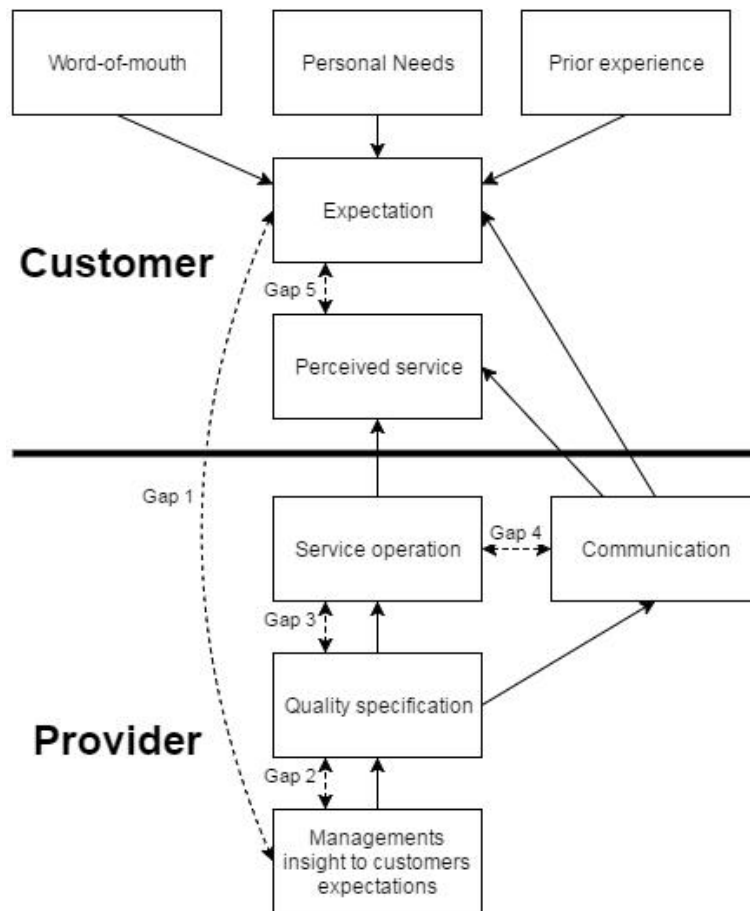 Word-of-mouth
Personal Needs
Prior experience
Expectation
Customer
Gap 5
Perceived service
Gap 1
Service operation
Gap 4
Communication
Gap 3
Quality specification
Provider
Gap 2
Managements
insight to customers
expectations